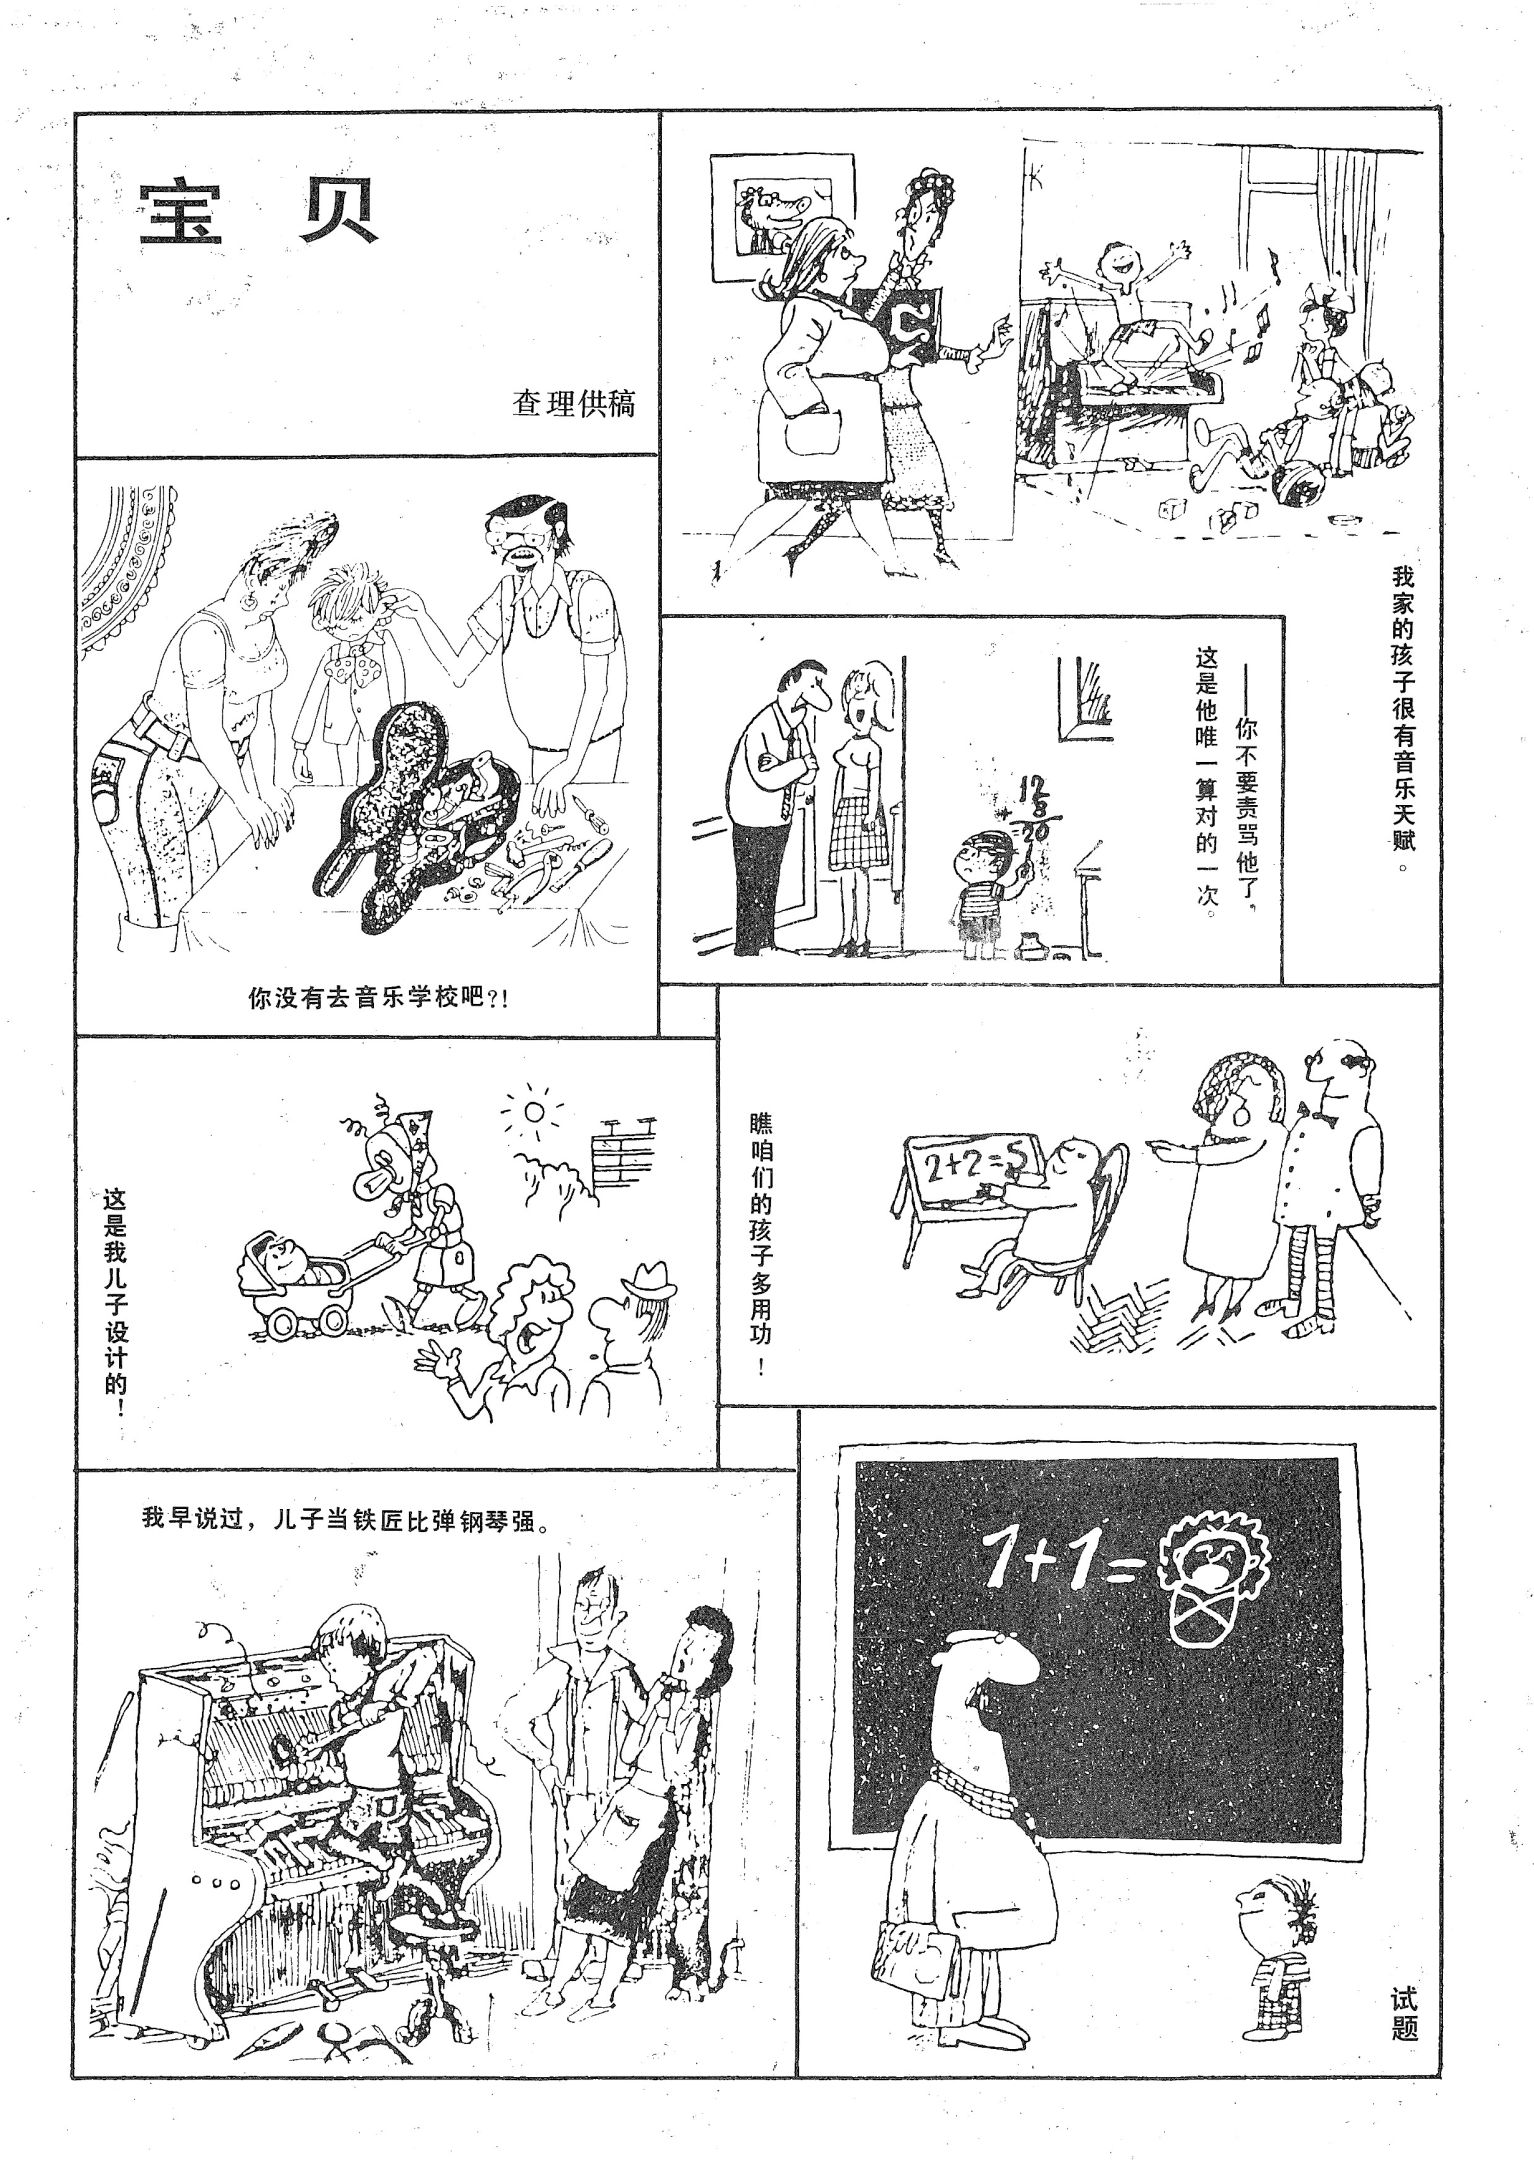 宝贝
查理供稿
我家的孩子很有音乐天赋。
你没有去音乐学校吧?!
——你不要责骂他了,
这是他唯一算对的一次。
12
+8
=20
这是我儿子设计的!
瞧咱们的孩子多用功!
2+2=5
我早说过,儿子当铁匠比弹钢琴强。
1+1=
试题